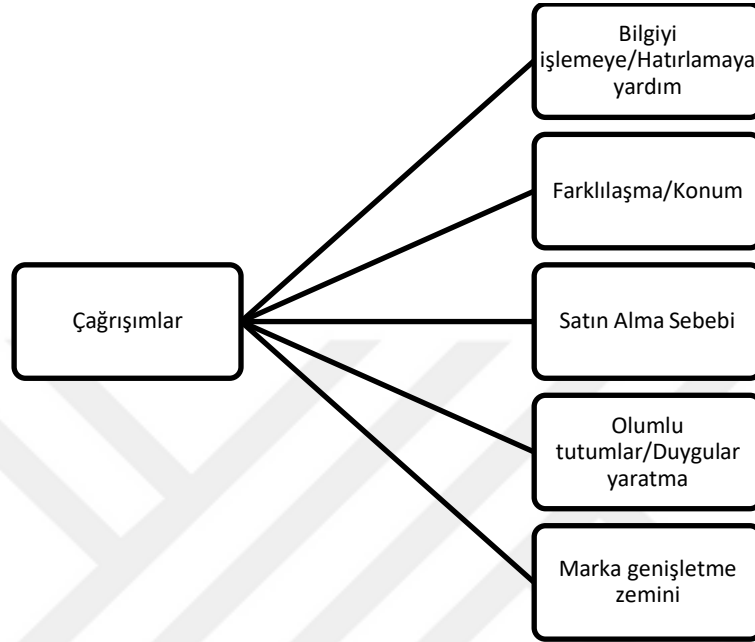 Çağrışımlar
Bilgiyi
işlemeye/Hatırlamaya
yardım
Farklılaşma/Konum
Satın Alma Sebebi
Olumlu
tutumlar/Duygular
yaratma
Marka genişletme
zemini